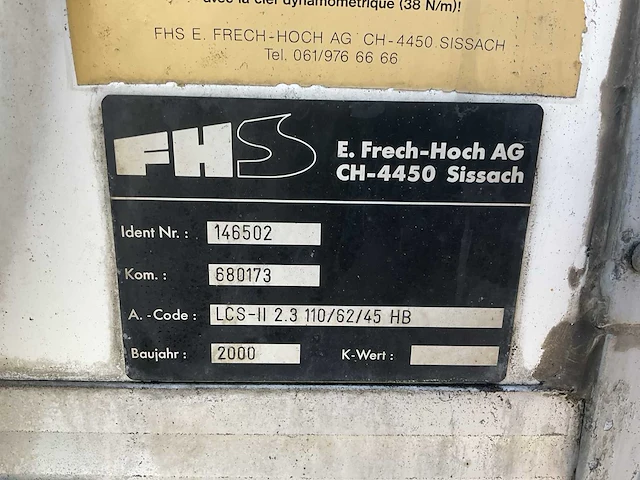 avec la clef dynamométrique (38 N/m)!
FHS E. FRECH-HOCH AG CH-4450 SISSACH
Tel. 061/976 66 66
FHS
E. Frech-Hoch AG
CH-4450 Sissach
Ident Nr. : 146502
Kom. : 680173
A. - Code : LCS-II 2.3 110/62/45 HB
Baujahr : 2000 K-Wert :